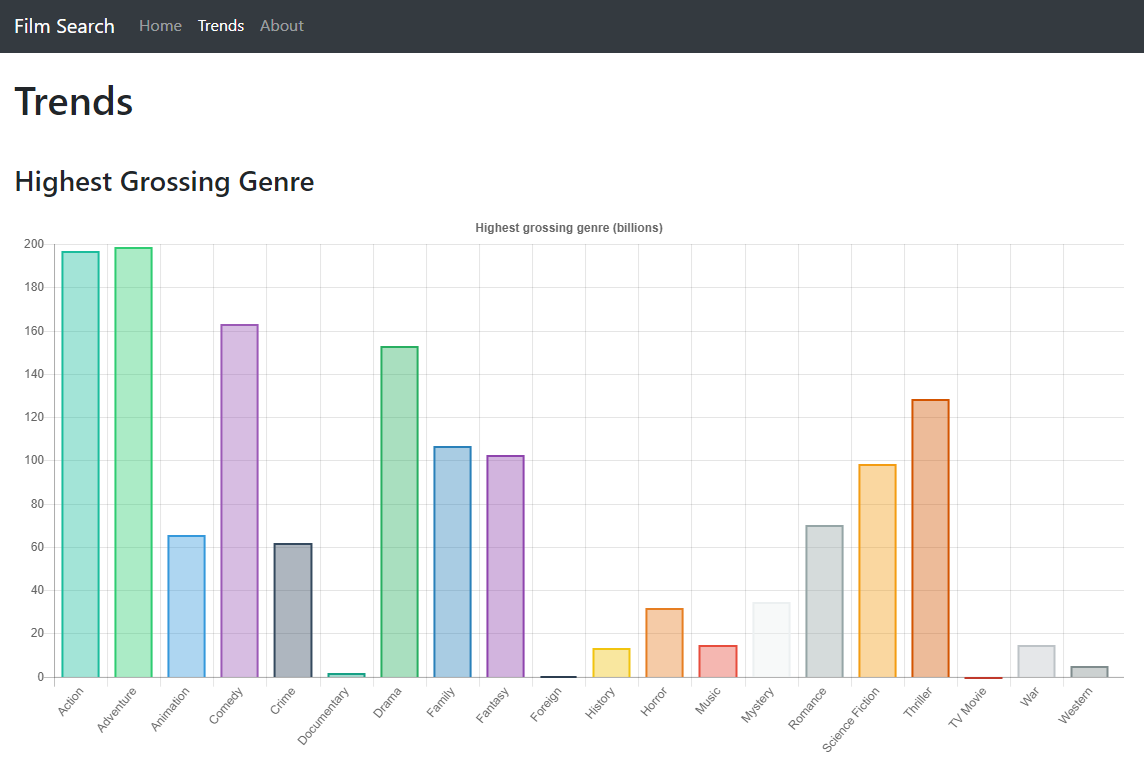 Film Search Home Trends About
Trends
Highest Grossing Genre
Highest grossing genre (billions)
200
180
160
140
120
100
80
60
40
20
0
Action Adventure Animation Comedy Crime Documentary Drama Family Fantasy Foreign History Horror Music Mystery Romance Science Fiction Thriller TV Movie War Western